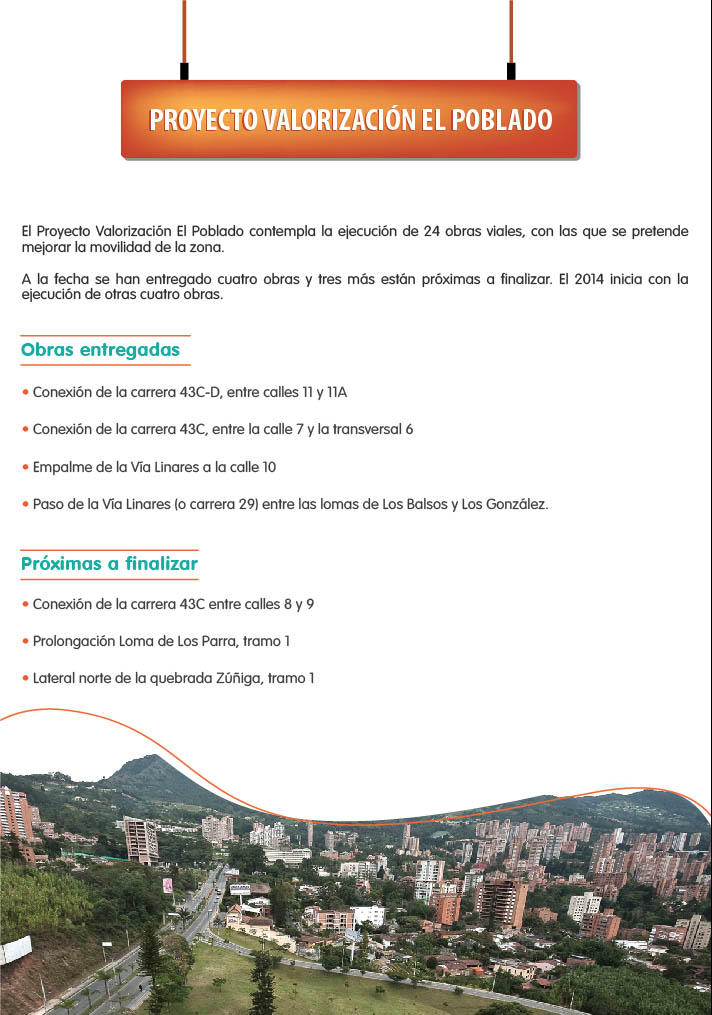 PROYECTO VALORIZACIÓN EL POBLADO
El Proyecto Valorización El Poblado contempla la ejecución de 24 obras viales, con las que se pretende
mejorar la movilidad de la zona.
A la fecha se han entregado cuatro obras y tres más están próximas a finalizar. El 2014 inicia con la
ejecución de otras cuatro obras.
Obras entregadas
• Conexión de la carrera 43C-D, entre calles 11 y 11A
• Conexión de la carrera 43C, entre la calle 7 y la transversal 6
• Empalme de la Vía Linares a la calle 10
• Paso de la Vía Linares (o carrera 29) entre las lomas de Los Balsos y Los González.
Próximas a finalizar
• Conexión de la carrera 43C entre calles 8 y 9
• Prolongación Loma de Los Parra, tramo 1
• Lateral norte de la quebrada Zúñiga, tramo 1